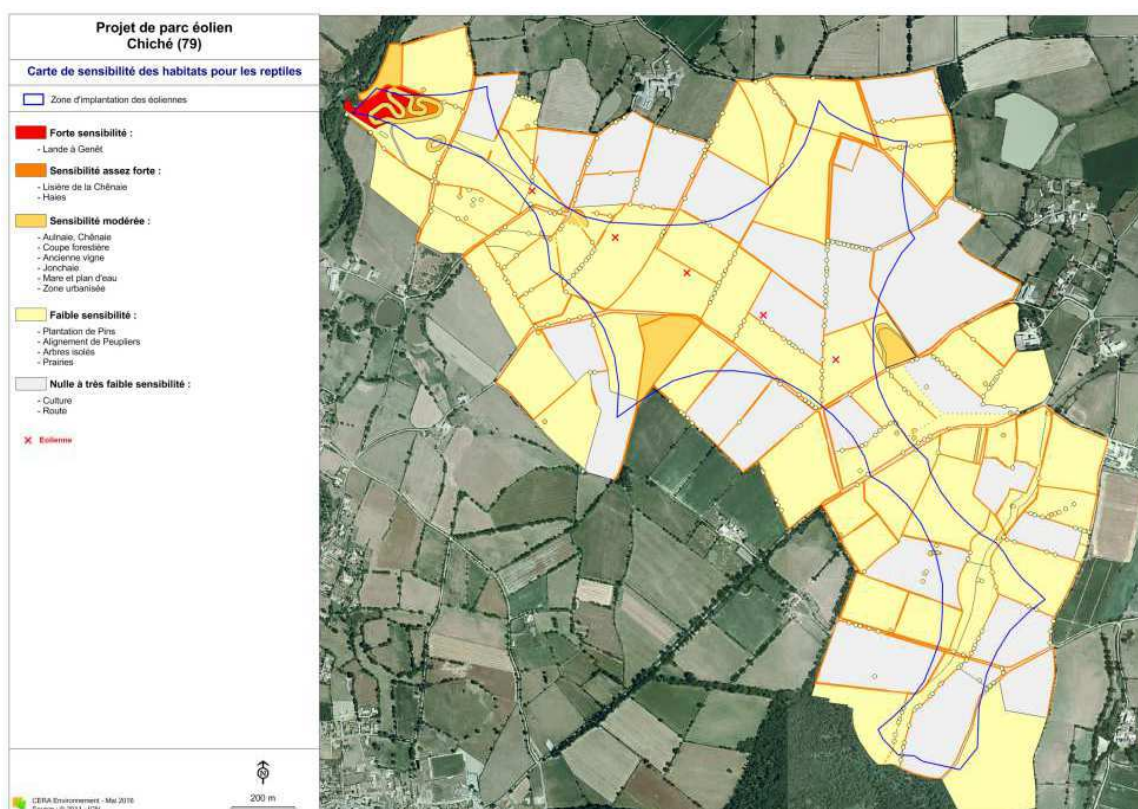 Projet de parc éolien
Chiché (79)
Carte de sensibilité des habitats pour les reptiles
Zone d'implantation des éoliennes
Forte sensibilité :
- Lande à Genêt
Sensibilité assez forte :
- Lisière de la Chênaie
- Haies
Sensibilité modérée :
- Aulnaie, Chênaie
- Coupe forestière
- Ancienne vigne
- Jonchaie
- Mare et plan d'eau
- Zone urbanisée
Faible sensibilité :
- Plantation de Pins
- Alignement de Peupliers
- Arbres isolés
- Prairies
Nulle à très faible sensibilité :
- Culture
- Route
Eolienne
N
200 m
CERA Environnement - Mai 2016